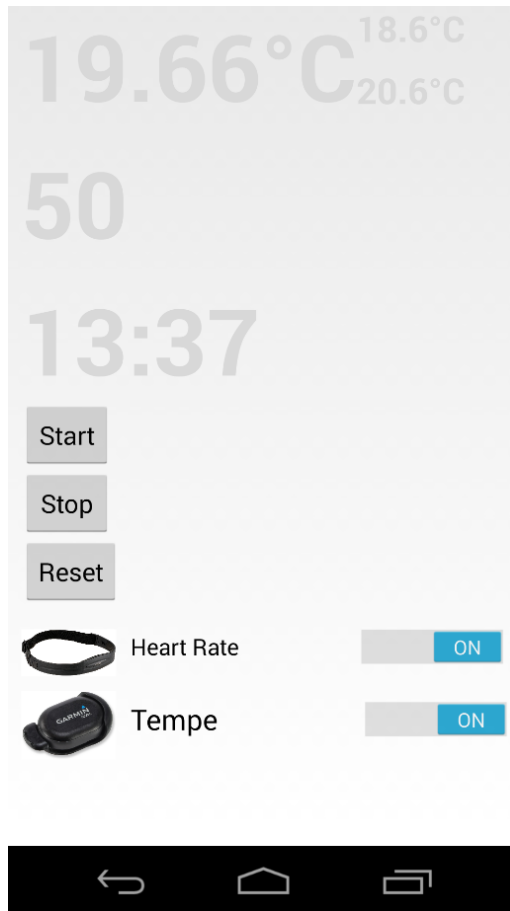 19.66°C
18.6°C
20.6°C
50
13:37
Start
Stop
Reset
Heart Rate ON
GARMIN
Tempe ON